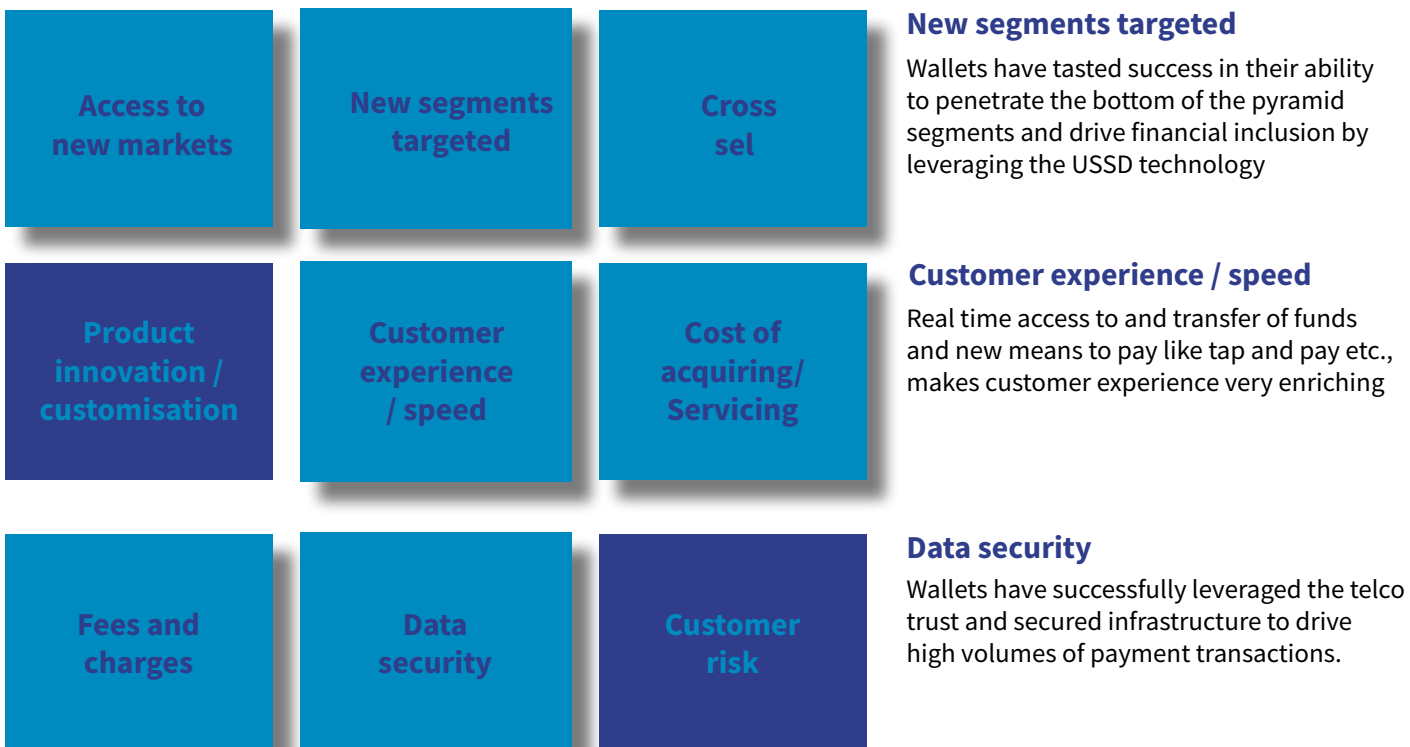 Access to
new markets
New segments
targeted
Cross
sel
New segments targeted
Wallets have tasted success in their ability
to penetrate the bottom of the pyramid
segments and drive financial inclusion by
leveraging the USSD technology
Product
innovation /
customisation
Customer
experience
/ speed
Cost of
acquiring/
Servicing
Customer experience / speed
Real time access to and transfer of funds
and new means to pay like tap and pay etc.,
makes customer experience very enriching
Fees and
charges
Data
security
Customer
risk
Data security
Wallets have successfully leveraged the telco
trust and secured infrastructure to drive
high volumes of payment transactions.